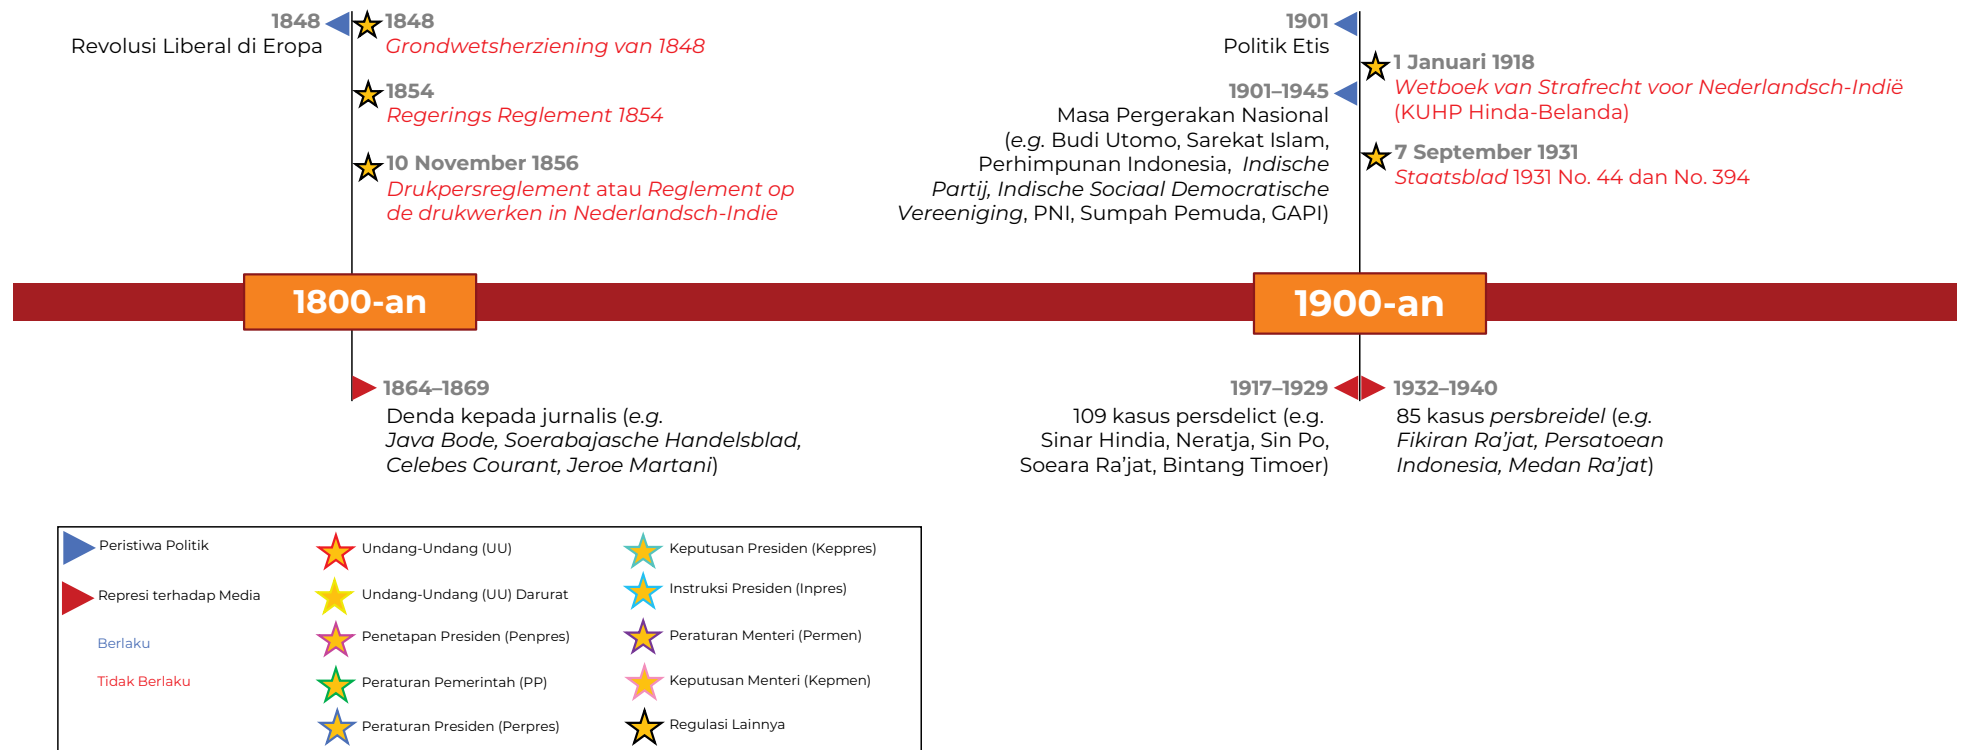 1848
Revolusi Liberal di Eropa
1848
Grondwetsherziening van 1848
1854
Regerings Reglement 1854
10 November 1856
Drukpersreglement atau Reglement op
de drukwerken in Nederlandsch-Indie
1901
Politik Etis
1901–1945
Masa Pergerakan Nasional
(e.g. Budi Utomo, Sarekat Islam,
Perhimpunan Indonesia, Indische
Partij, Indische Sociaal Democratische
Vereeniging, PNI, Sumpah Pemuda, GAPI)
1 Januari 1918
Wetboek van Strafrecht voor Nederlandsch-Indië
(KUHP Hinda-Belanda)
7 September 1931
Staatsblad 1931 No. 44 dan No. 394
1800-an
1900-an
1864–1869
Denda kepada jurnalis (e.g.
Java Bode, Soerabajasche Handelsblad,
Celebes Courant, Jeroe Martani)
1917–1929
109 kasus persdelict (e.g.
Sinar Hindia, Neratja, Sin Po,
Soeara Ra’jat, Bintang Timoer)
1932–1940
85 kasus persbreidel (e.g.
Fikiran Ra’jat, Persatoean
Indonesia, Medan Ra’jat)
Peristiwa Politik
Represi terhadap Media
Berlaku
Tidak Berlaku
Undang-Undang (UU)
Undang-Undang (UU) Darurat
Penetapan Presiden (Penpres)
Peraturan Pemerintah (PP)
Peraturan Presiden (Perpres)
Keputusan Presiden (Keppres)
Instruksi Presiden (Inpres)
Peraturan Menteri (Permen)
Keputusan Menteri (Kepmen)
Regulasi Lainnya